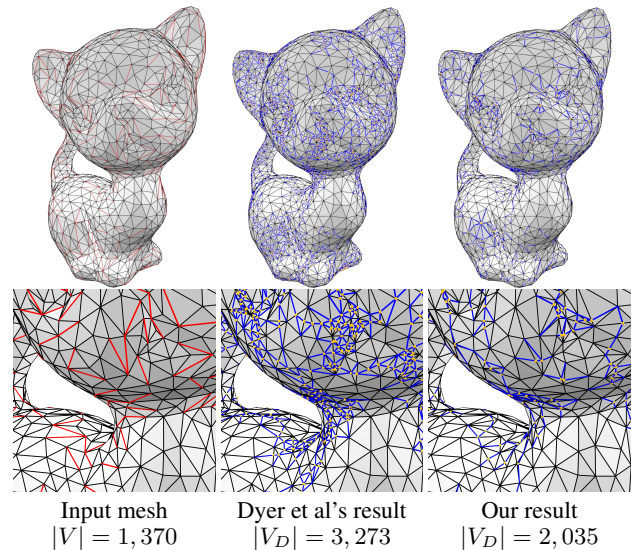 Input mesh Dyer et al's result Our result
|V| = 1,370 |V_D| = 3,273 |V_D| = 2,035